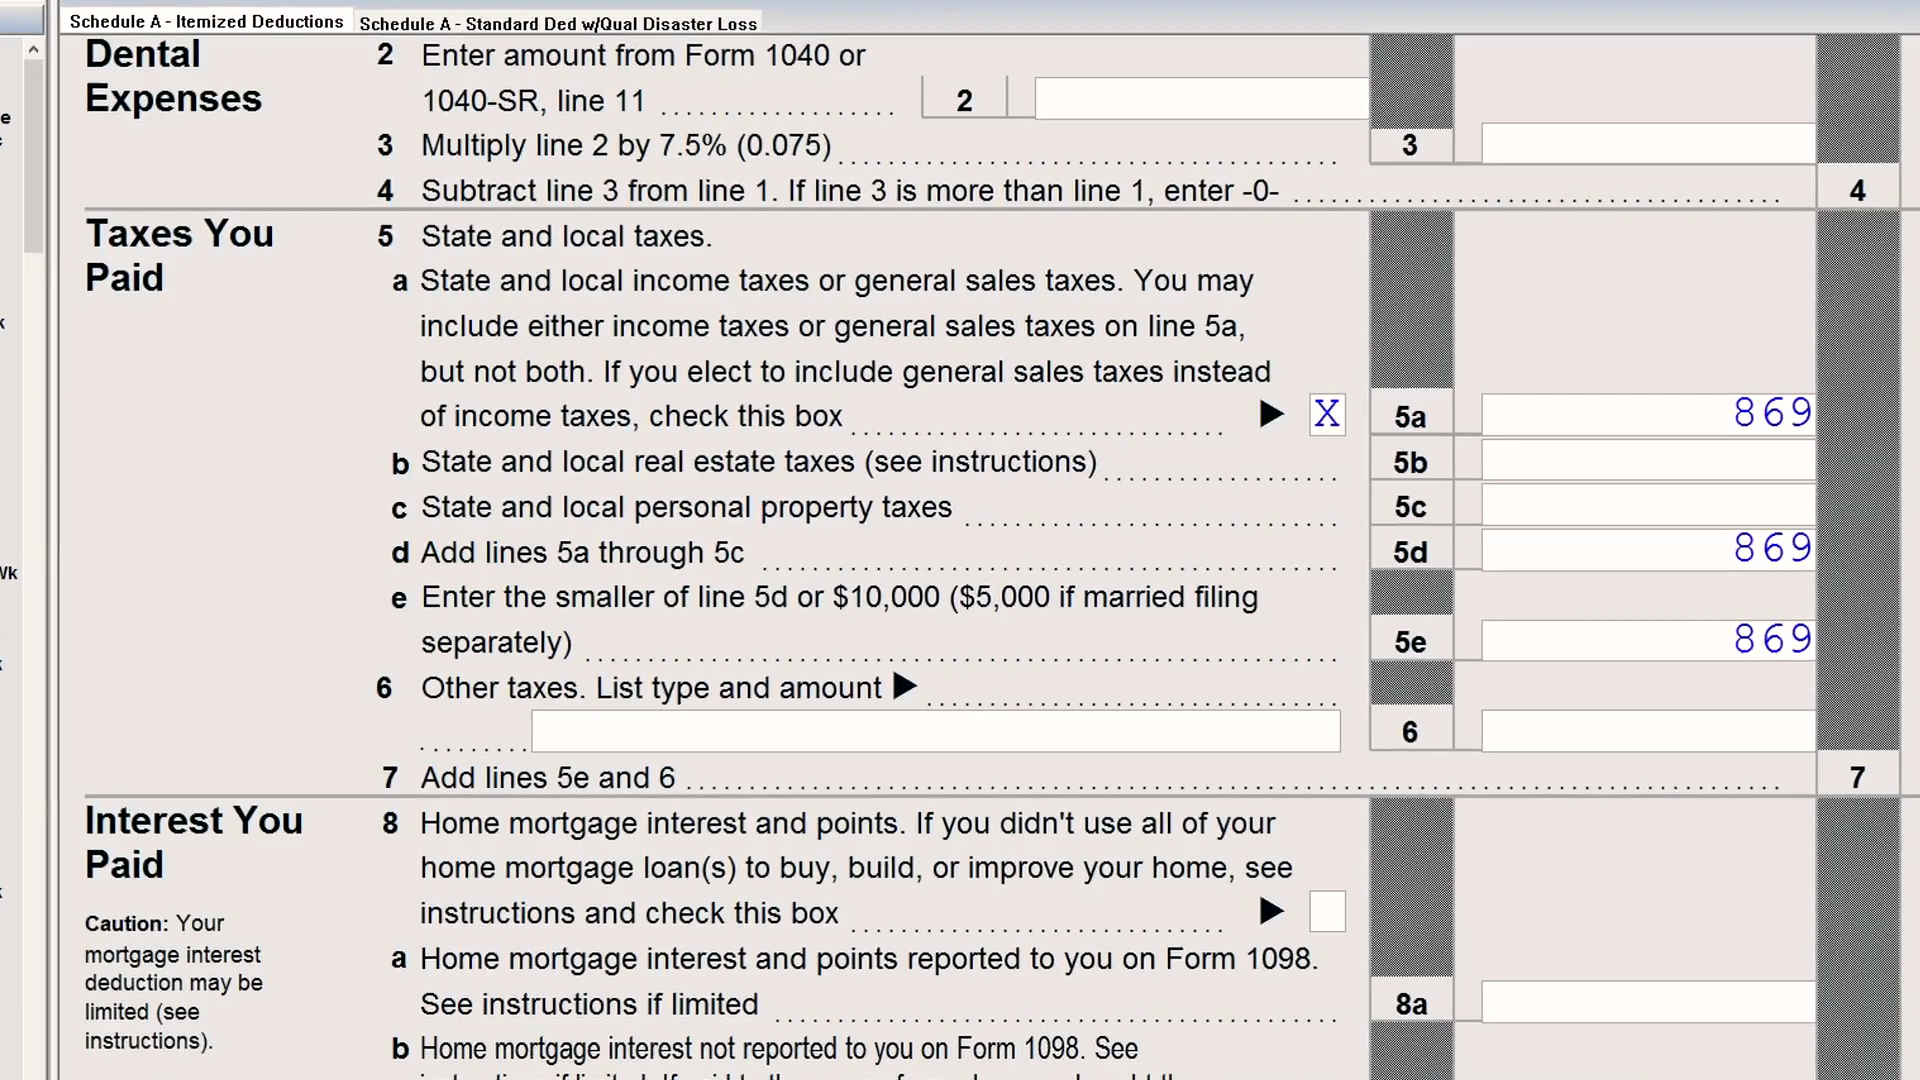 Schedule A - Itemized Deductions Schedule A - Standard Ded w/Qual Disaster Loss
Dental Expenses
2 Enter amount from Form 1040 or
1040-SR, line 11 2
3 Multiply line 2 by 7.5% (0.075) 3
4 Subtract line 3 from line 1. If line 3 is more than line 1, enter -0- 4
Taxes You Paid
5 State and local taxes.
a State and local income taxes or general sales taxes. You may
include either income taxes or general sales taxes on line 5a,
but not both. If you elect to include general sales taxes instead
of income taxes, check this box X 5a 869
b State and local real estate taxes (see instructions) 5b
c State and local personal property taxes 5c
d Add lines 5a through 5c 5d 869
e Enter the smaller of line 5d or $10,000 ($5,000 if married filing
separately) 5e 869
6 Other taxes. List type and amount
6
7 Add lines 5e and 6 7
Interest You Paid
Caution: Your
mortgage interest
deduction may be
limited (see
instructions).
8 Home mortgage interest and points. If you didn't use all of your
home mortgage loan(s) to buy, build, or improve your home, see
instructions and check this box
a Home mortgage interest and points reported to you on Form 1098.
See instructions if limited 8a
b Home mortgage interest not reported to you on Form 1098. See